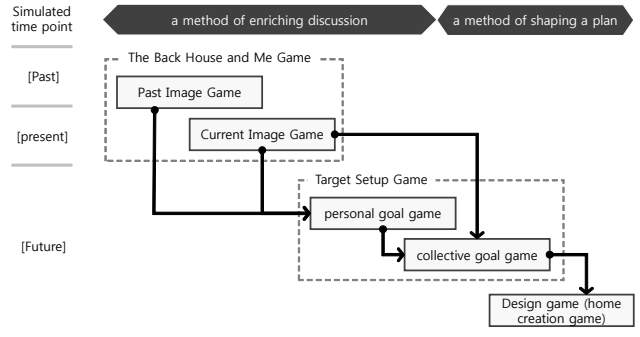 Simulated
time point
a method of enriching discussion
a method of shaping a plan
[Past]
The Back House and Me Game
Past Image Game
[present]
Current Image Game
Target Setup Game
personal goal game
[Future]
collective goal game
Design game (home
creation game)